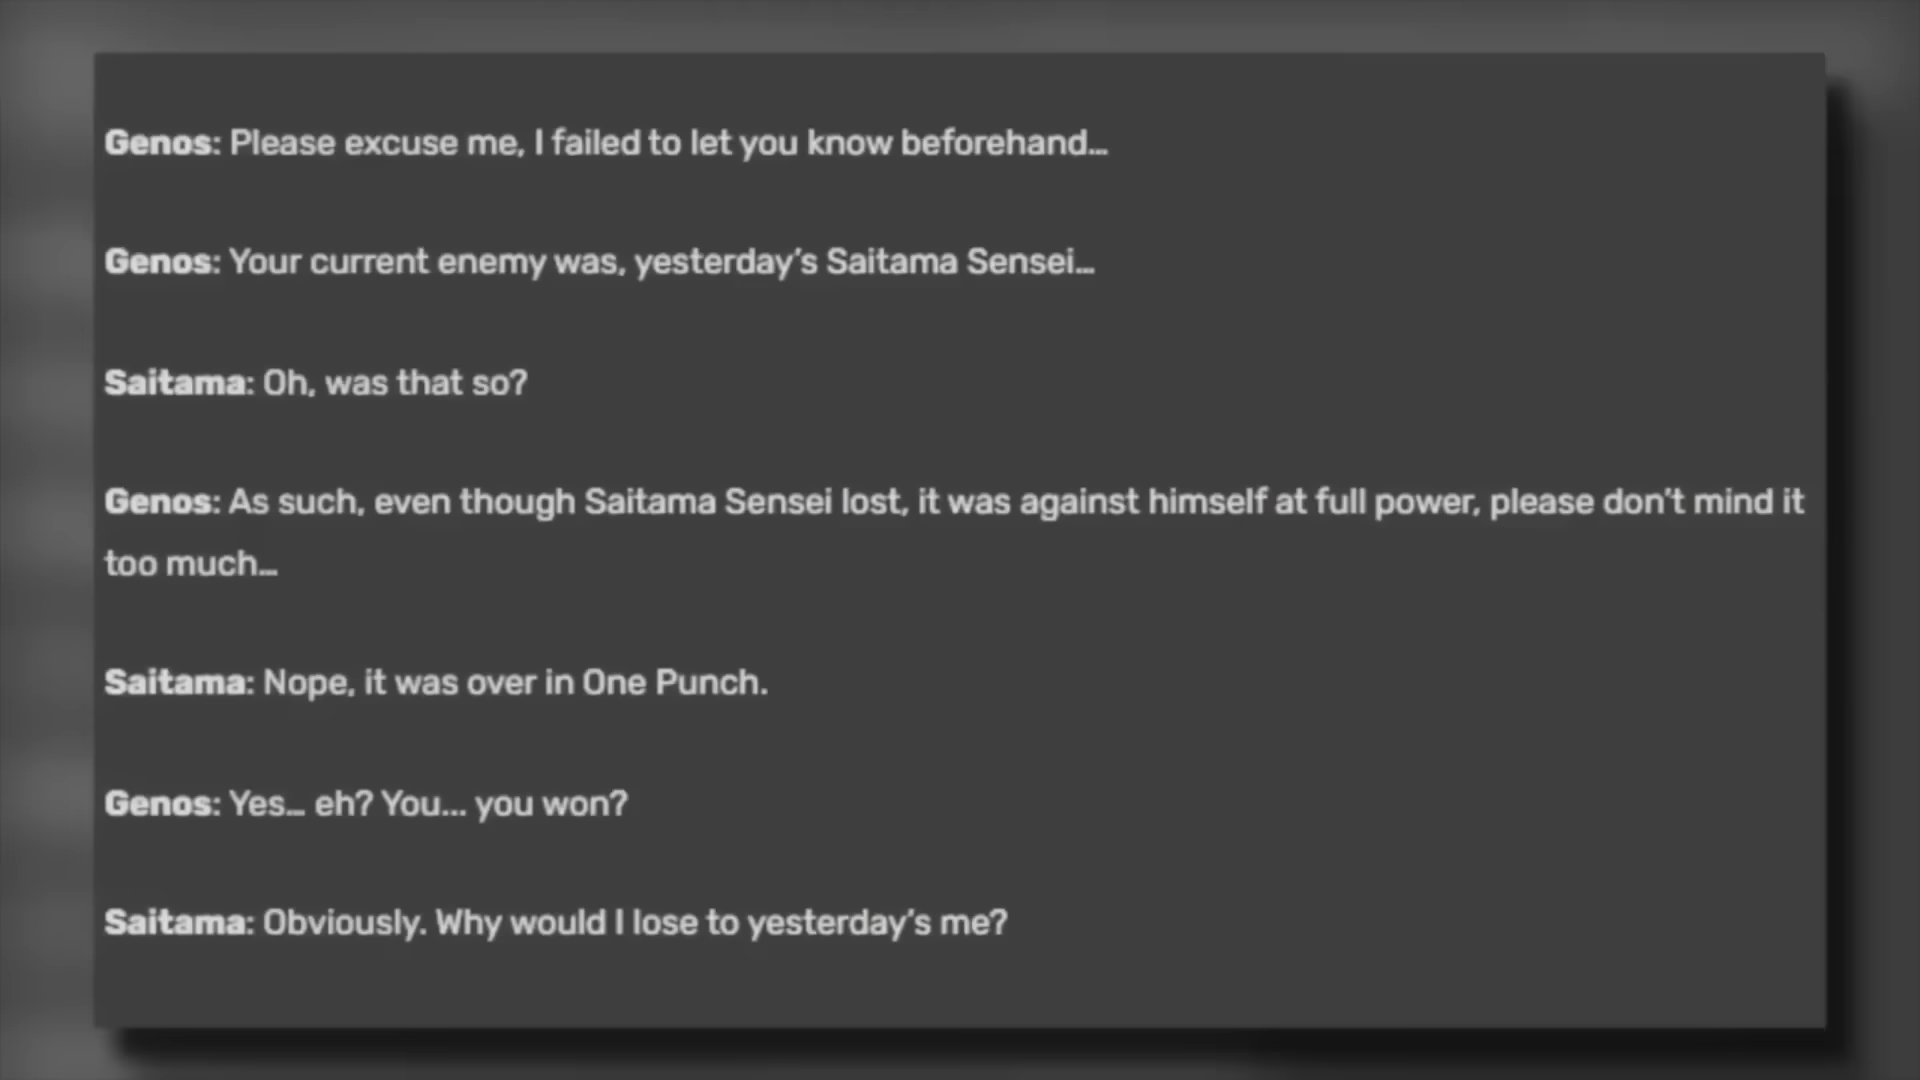 Genos: Please excuse me, I failed to let you know beforehand…
Genos: Your current enemy was, yesterday’s Saitama Sensei…
Saitama: Oh, was that so?
Genos: As such, even though Saitama Sensei lost, it was against himself at full power, please don’t mind it
too much…
Saitama: Nope, it was over in One Punch.
Genos: Yes… eh? You... you won?
Saitama: Obviously. Why would I lose to yesterday’s me?